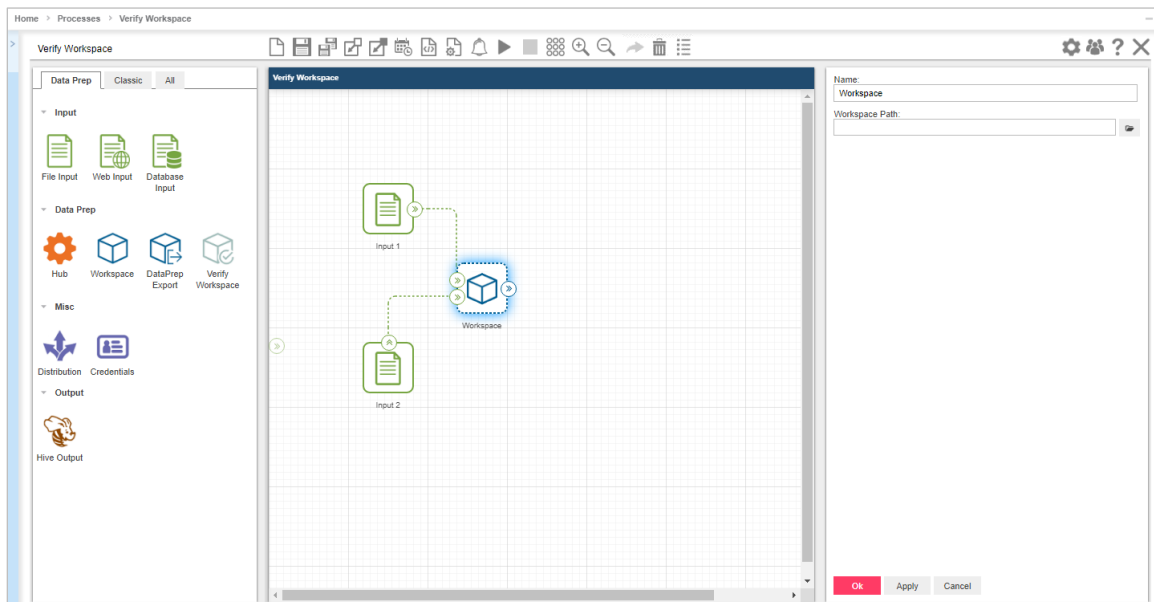 Home > Processes > Verify Workspace
Verify Workspace
Data Prep Classic All
Input
File Input Web Input Database Input
Data Prep
Hub Workspace DataPrep Export Verify Workspace
Misc
Distribution Credentials
Output
Hive Output
Verify Workspace
Input 1
Workspace
Input 2
Name:
Workspace
Workspace Path:
Ok Apply Cancel